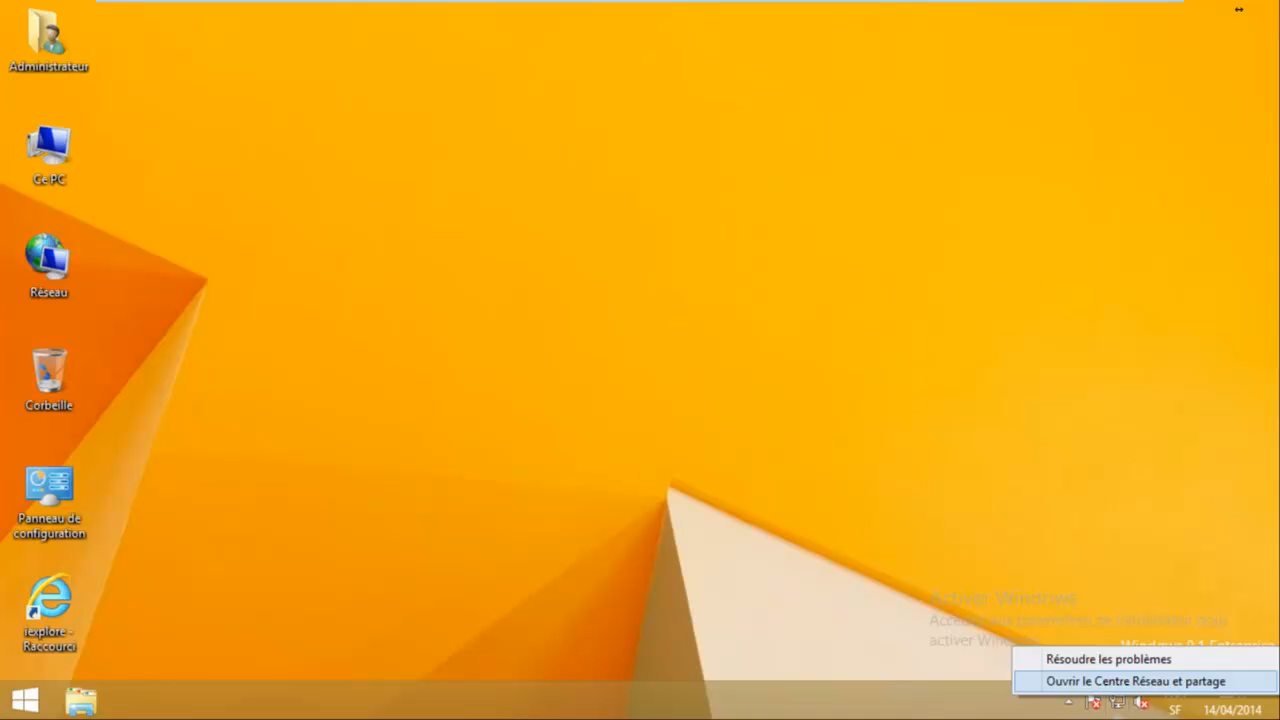 Administrateur
Ce PC
Réseau
Corbeille
Panneau de
configuration
iexplore -
Raccourci
Activer Windows
Accédez aux paramètres de l'ordinateur pour
activer Windows.
Windows 8.1 Entreprise
Résoudre les problèmes
Ouvrir le Centre Réseau et partage
SF
14/04/2014